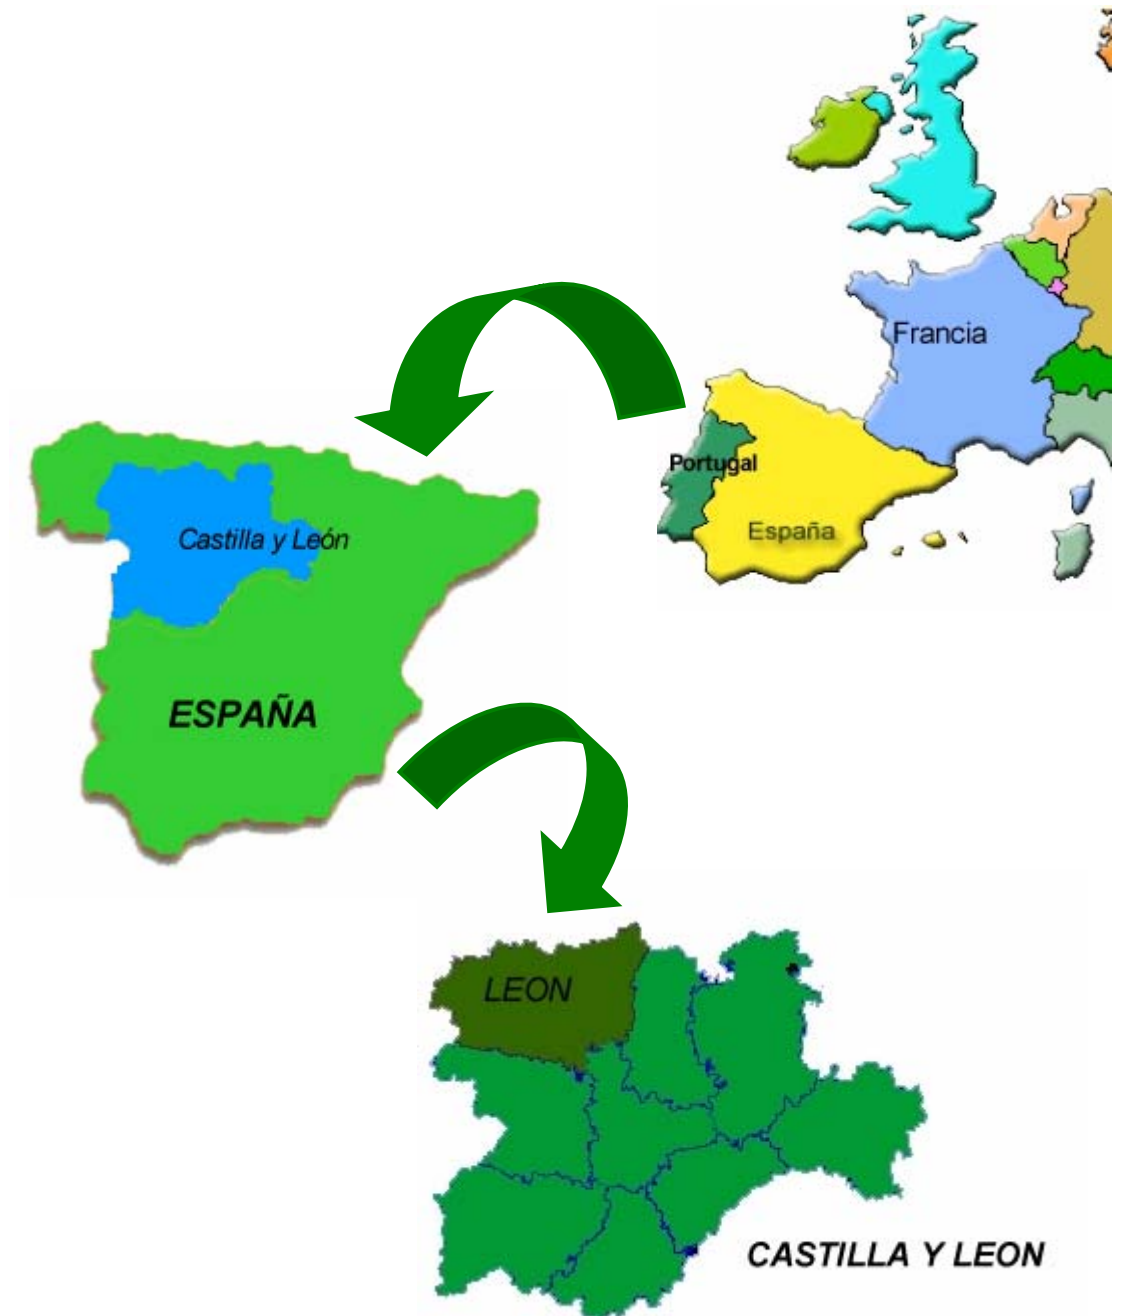 Francia
Portugal
España
Castilla y León
ESPAÑA
LEON
CASTILLA Y LEON